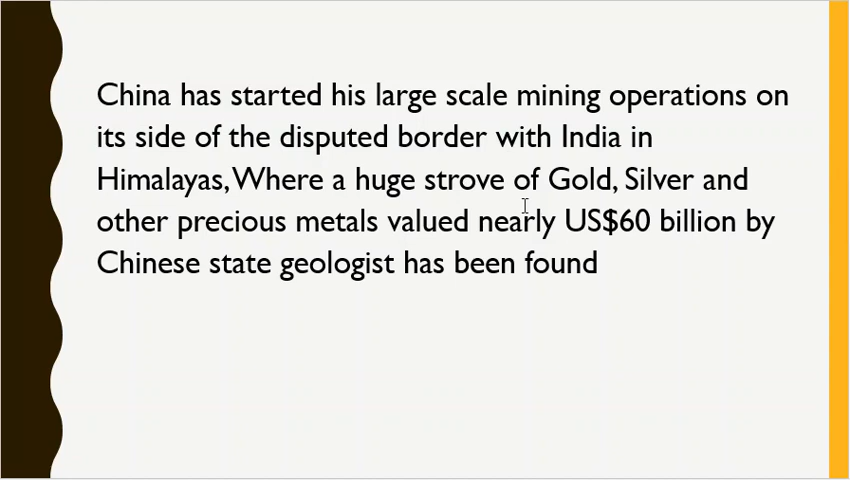 China has started his large scale mining operations on
its side of the disputed border with India in
Himalayas,Where a huge strove of Gold, Silver and
other precious metals valued nearly US$60 billion by
Chinese state geologist has been found